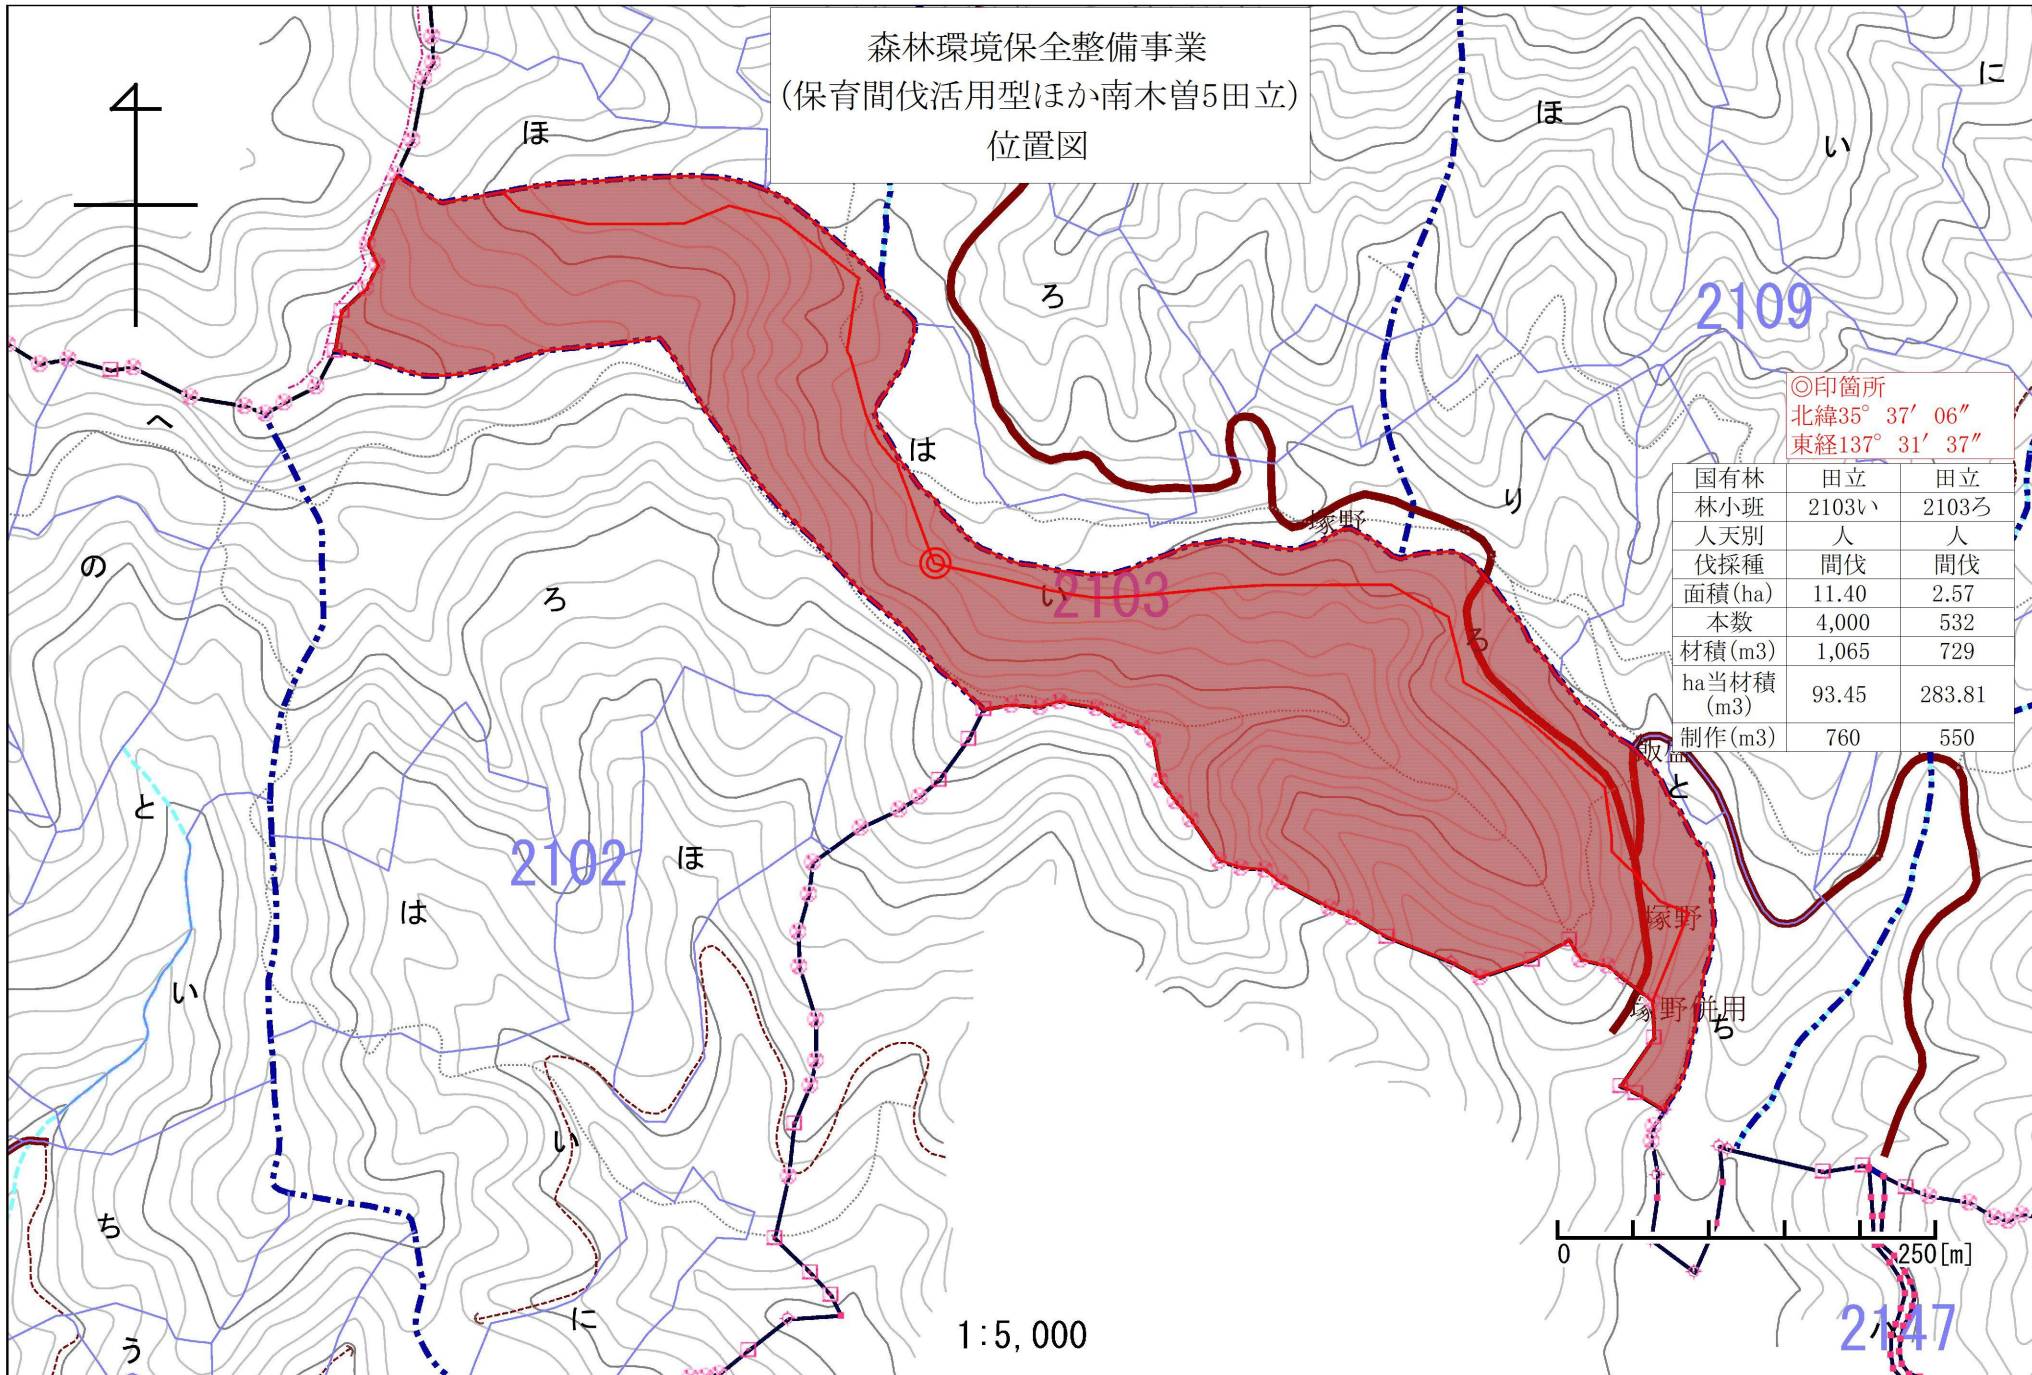 森林環境保全整備事業
(保育間伐活用型ほか南木曽5田立)
位置図
に
ほ
ほ
い
ろ
2109
◎印箇所
北緯35° 37′ 06″
東経137° 31′ 37″
へ
は
り
国有林 田立 田立
林小班 2103い 2103ろ
人天別 人 人
伐採種 間伐 間伐
面積(ha) 11.40 2.57
本数 4,000 532
材積(m3) 1,065 729
ha当材積(m3) 93.45 283.81
制作(m3) 760 550
塚野
の
ろ
い
2103
ろ
と
と
2102
ほ
は
塚野
い
塚野併用
ち
い
ち
0 250[m]
に
う
1:5,000
2147